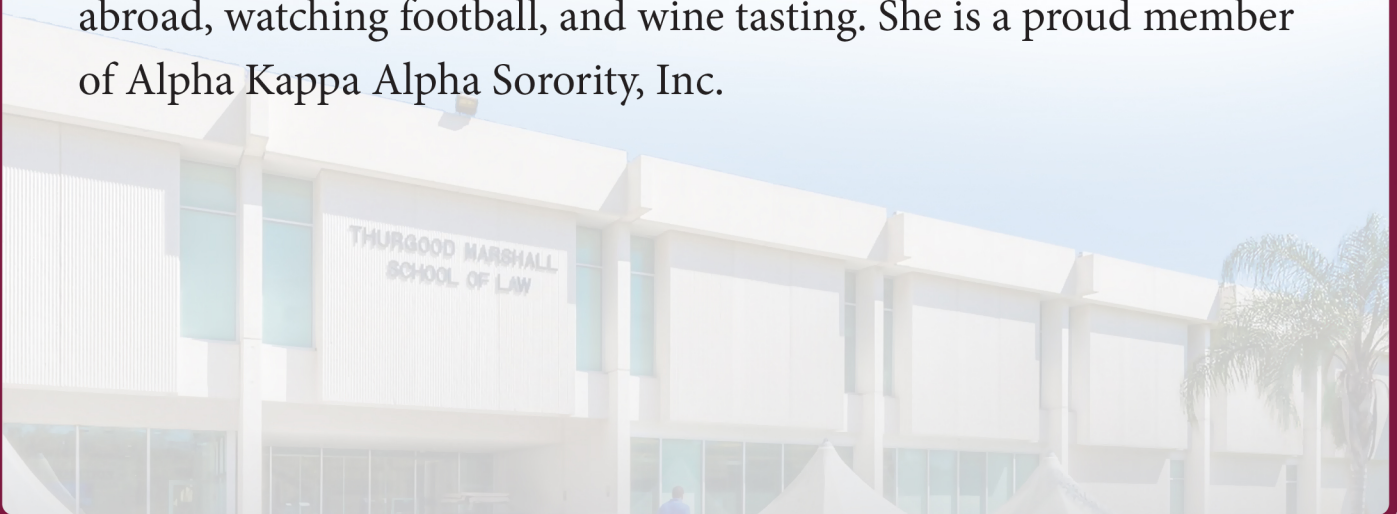 abroad, watching football, and wine tasting. She is a proud member
of Alpha Kappa Alpha Sorority, Inc.
THURGOOD MARSHALL
SCHOOL OF LAW